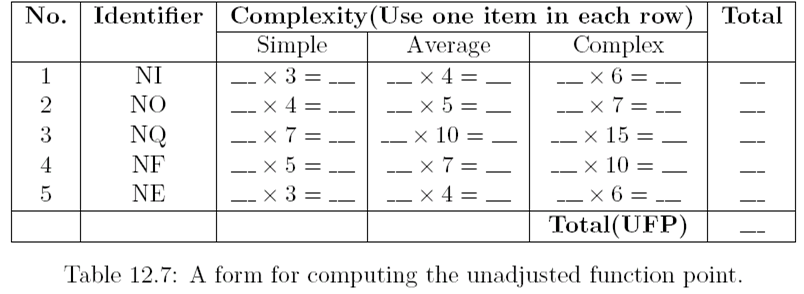 No. Identifier Complexity(Use one item in each row) Total
Simple Average Complex
1 NI __ × 3 = __ __ × 4 = __ __ × 6 = __ __
2 NO __ × 4 = __ __ × 5 = __ __ × 7 = __ __
3 NQ __ × 7 = __ __ × 10 = __ __ × 15 = __ __
4 NF __ × 5 = __ __ × 7 = __ __ × 10 = __ __
5 NE __ × 3 = __ __ × 4 = __ __ × 6 = __ __
Total(UFP) __
Table 12.7: A form for computing the unadjusted function point.